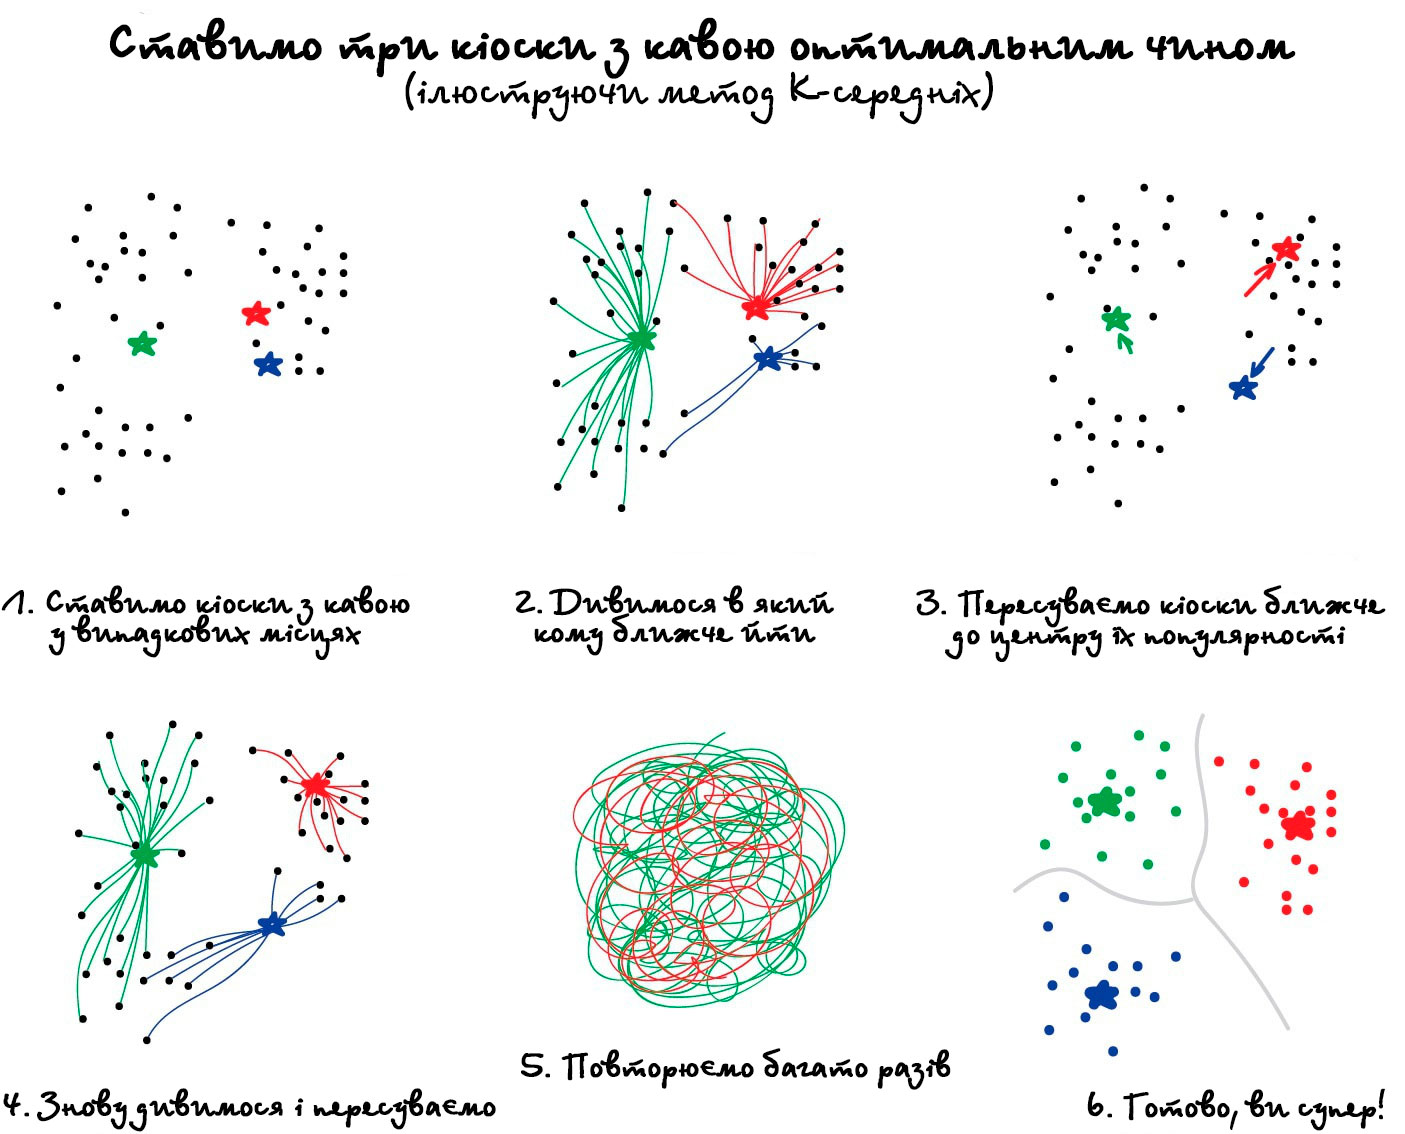 Ставимо три кіоски з кавою оптимальним чином
(ілюструючи метод К-середніх)
1. Ставимо кіоски з кавою
у випадкових місцях
2. Дивимося в який
кому ближче йти
3. Пересуваємо кіоски ближче
до центру їх популярності
4. Знову дивимося і пересуваємо
5. Повторюємо багато разів
6. Готово, ви супер!